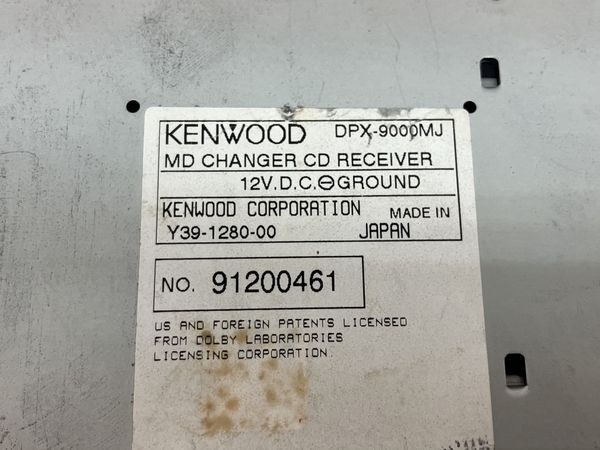 KENWOOD DPX-9000MJ
MD CHANGER CD RECEIVER
12V.D.C.⊖GROUND
KENWOOD CORPORATION MADE IN
Y39-1280-00 JAPAN
NO. 91200461
US AND FOREIGN PATENTS LICENSED
FROM DOLBY LABORATORIES
LICENSING CORPORATION.